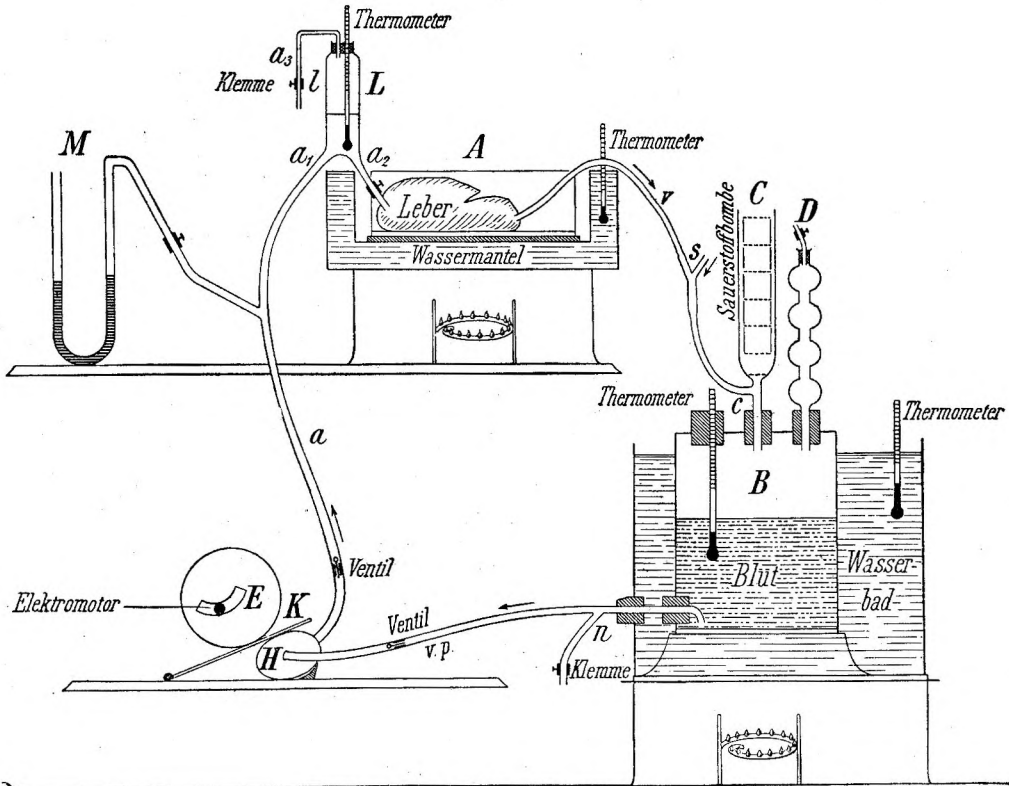 Thermometer
a₃
Klemme
l
L
M
a₁
a₂
A
Thermometer
Leber
Wassermantel
v
C
D
s
Sauerstoffbombe
c
Thermometer
Thermometer
a
B
Blut
Wasser-
bad
Ventil
Elektromotor
E
K
H
Ventil
v. p.
n
Klemme